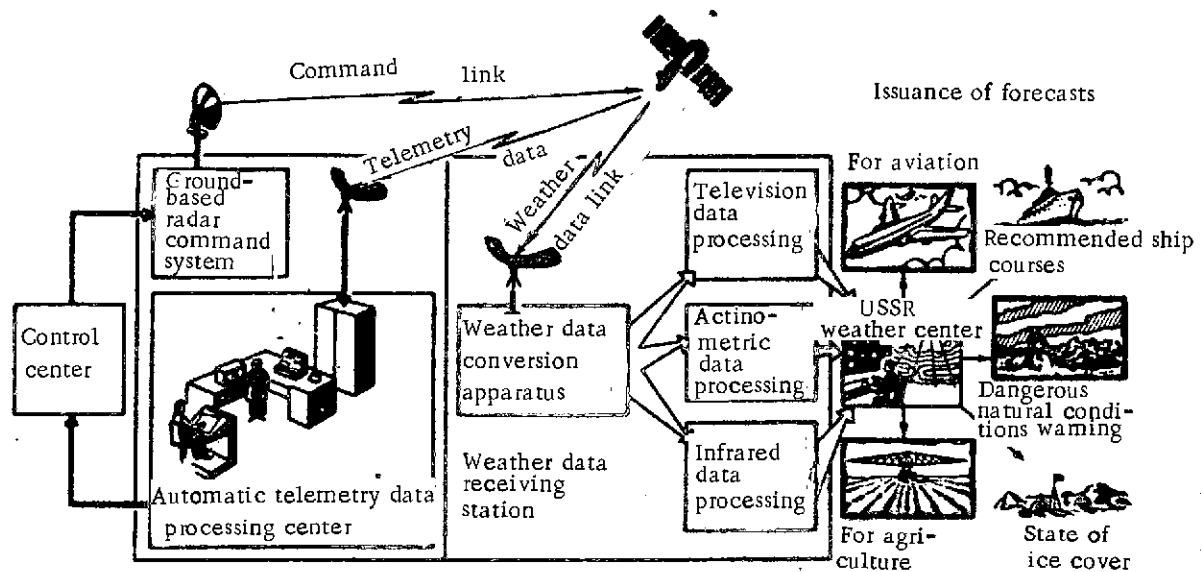 Command link
Issuance of forecasts
Telemetry data
Weather data link
Ground-
based
radar
command
system
Control
center
Automatic telemetry data
processing center
Weather data
conversion
apparatus
Weather data
receiving
station
Television
data
processing
Actino-
metric data
processing
Infrared
data
processing
For aviation
Recommended ship
courses
USSR
weather center
Dangerous
natural condi-
tions warning
For agri-
culture
State of
ice cover